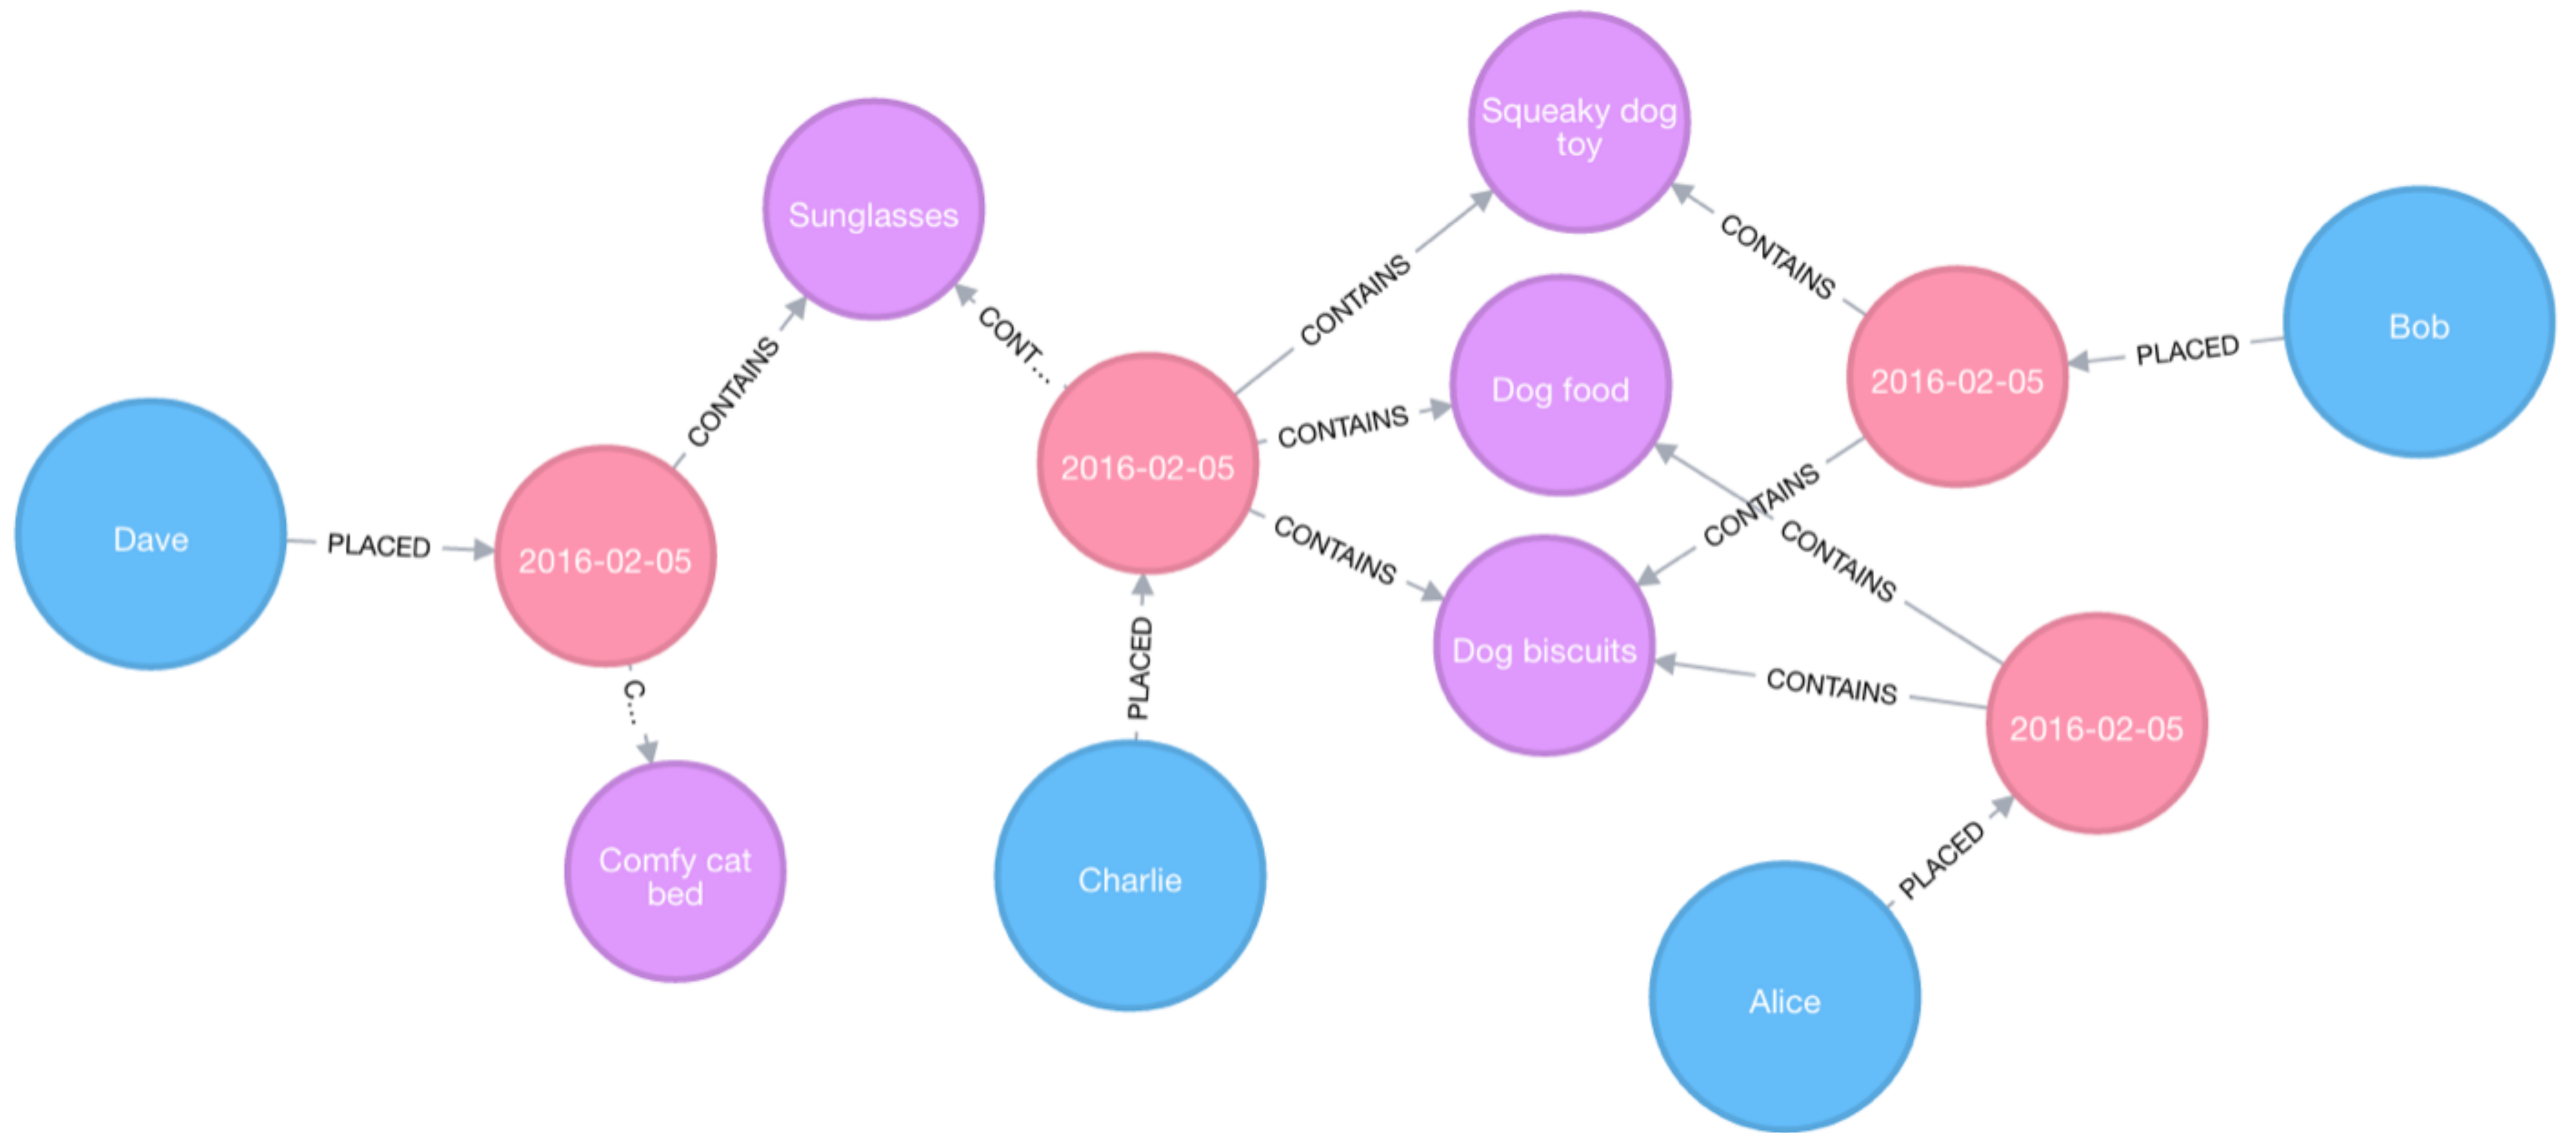 Squeaky dog
toy
Sunglasses
CONTAINS
CONTAINS
Bob
CONT...
PLACED
Dog food
2016-02-05
CONTAINS
CONTAINS
2016-02-05
CONTAINS
Dave
PLACED
2016-02-05
CONTAINS
CONTAINS
Dog biscuits
C...
PLACED
CONTAINS
2016-02-05
Comfy cat
bed
Charlie
PLACED
Alice